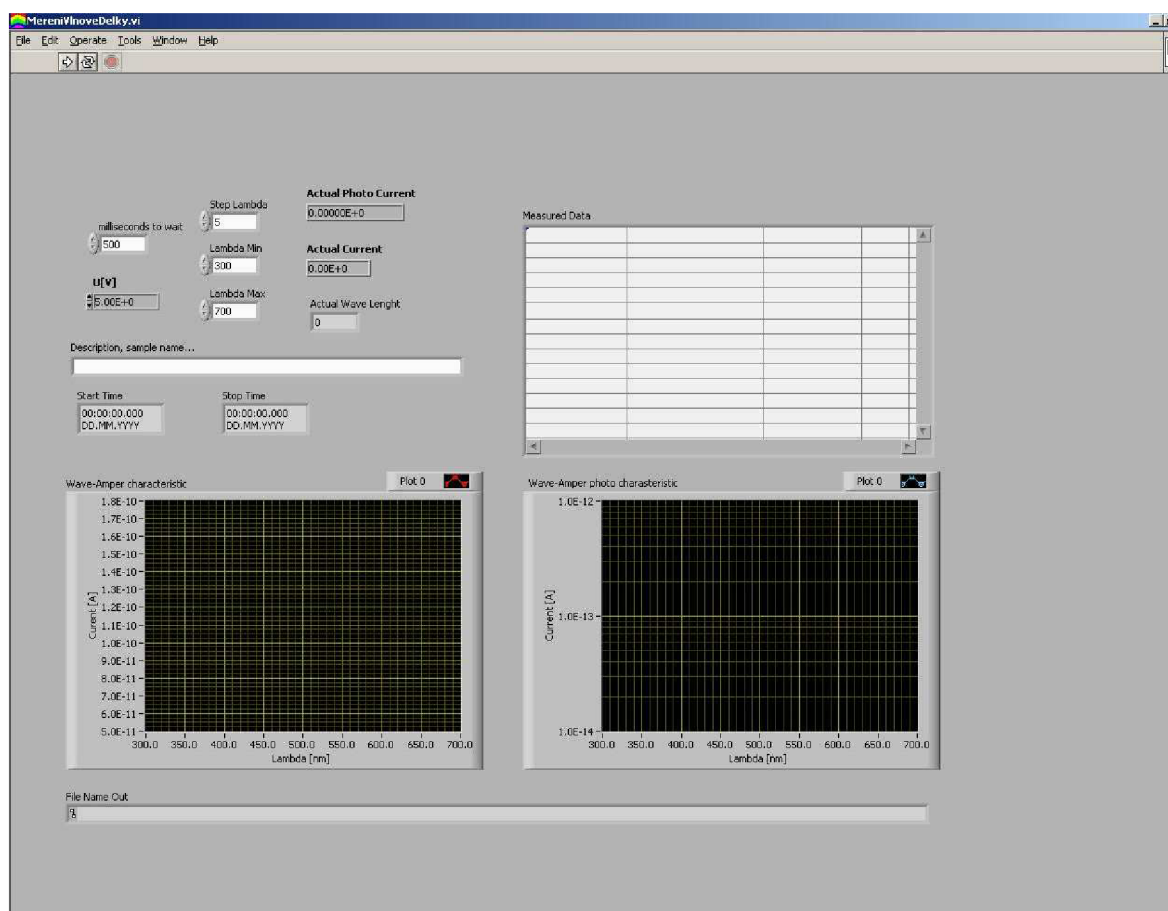 MereniVlnoveDelky.vi
File Edit Operate Tools Window Help
Actual Photo Current
0.00000E+0
Step Lambda
5
milliseconds to wait
500
Lambda Min
300
Actual Current
0.00E+0
U[V]
5.00E+0
Lambda Max
700
Actual Wave Lenght
0
Measured Data
Description, sample name...
Start Time
00:00:00.000
DD.MM.YYYY
Stop Time
00:00:00.000
DD.MM.YYYY
Wave-Amper characteristic
Plot 0
1.8E-10
1.7E-10
1.6E-10
1.5E-10
1.4E-10
1.3E-10
1.2E-10
1.1E-10
1.0E-10
9.0E-11
8.0E-11
7.0E-11
6.0E-11
5.0E-11
Curent [A]
300.0 350.0 400.0 450.0 500.0 550.0 600.0 650.0 700.0
Lambda [nm]
Wave-Amper photo charasteristic
Plot 0
1.0E-12
1.0E-13
1.0E-14
Current [A]
300.0 350.0 400.0 450.0 500.0 550.0 600.0 650.0 700.0
Lambda [nm]
File Name Out